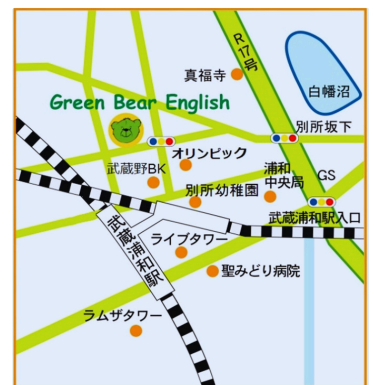 R17号
真福寺
白幡沼
Green Bear English
別所坂下
オリンピック
武蔵野BK
浦和
中央局
GS
別所幼稚園
武蔵浦和駅入口
武蔵浦和駅
ライブタワー
聖みどり病院
ラムザタワー